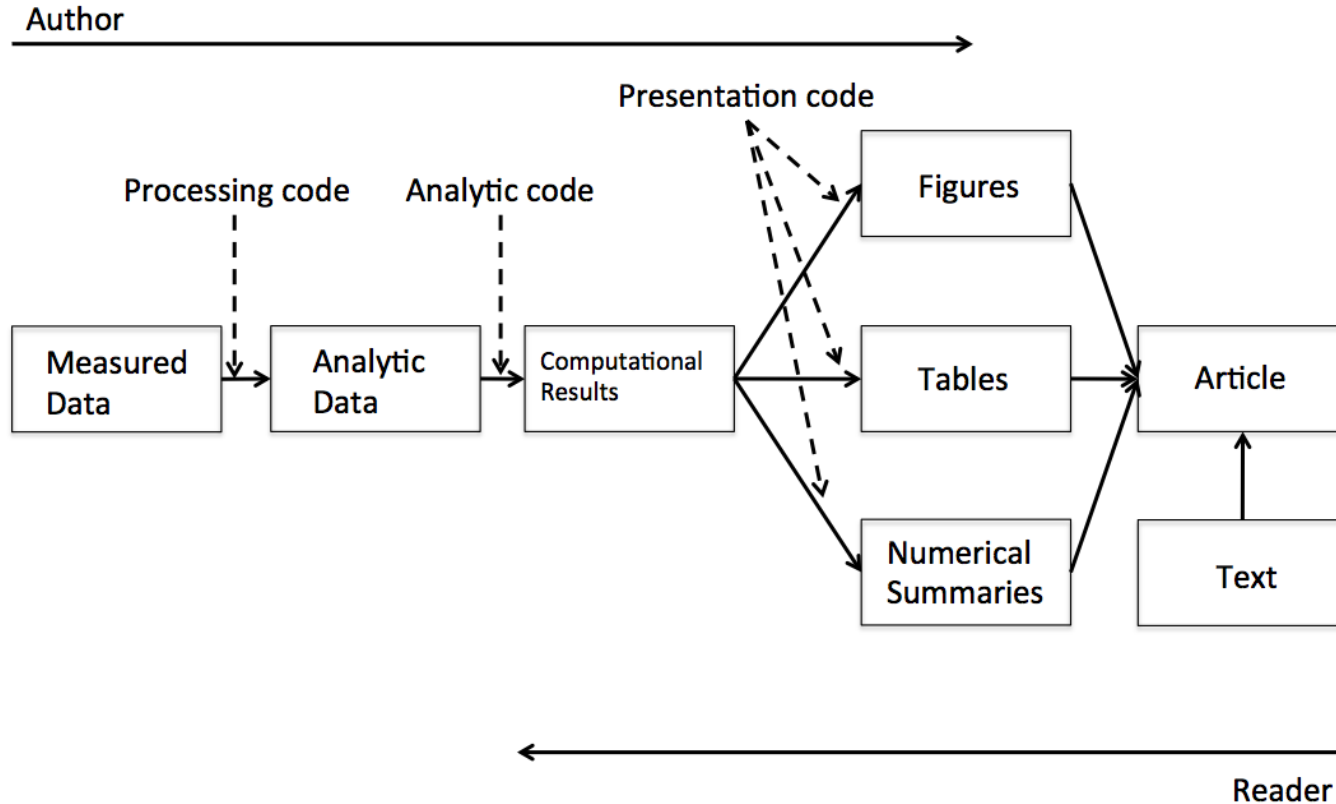 Author
Presentation code
Processing code
Analytic code
Figures
Measured
Data
Analytic
Data
Computational
Results
Tables
Article
Numerical
Summaries
Text
Reader